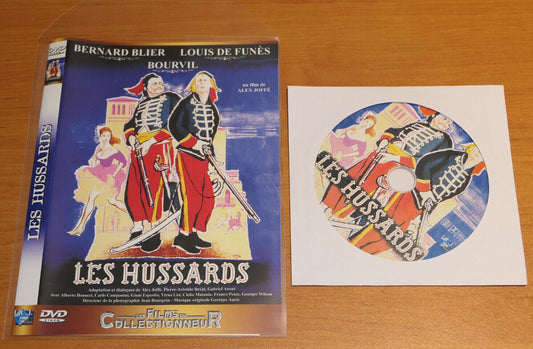 DVD
LES HUSSARDS
DVD
VIDEO
BERNARD BLIER LOUIS DE FUNÈS
BOURVIL
un film de
ALEX JOFFÉ
LES HUSSARDS
Adaptation et dialogues de Alex Joffé, Pierre-Aristide Bréal, Gabriel Arout
Avec Alberto Bonucci, Carlo Campanini, Giani Esposito, Virna Lisi, Clelia Matania, Franco Pesce, Georges Wilson
Directeur de la photographie Jean Bourgoin - Musique originale Georges Auric
LES FILMS DU
COLLECTIONNEUR
LES HUSSARDS